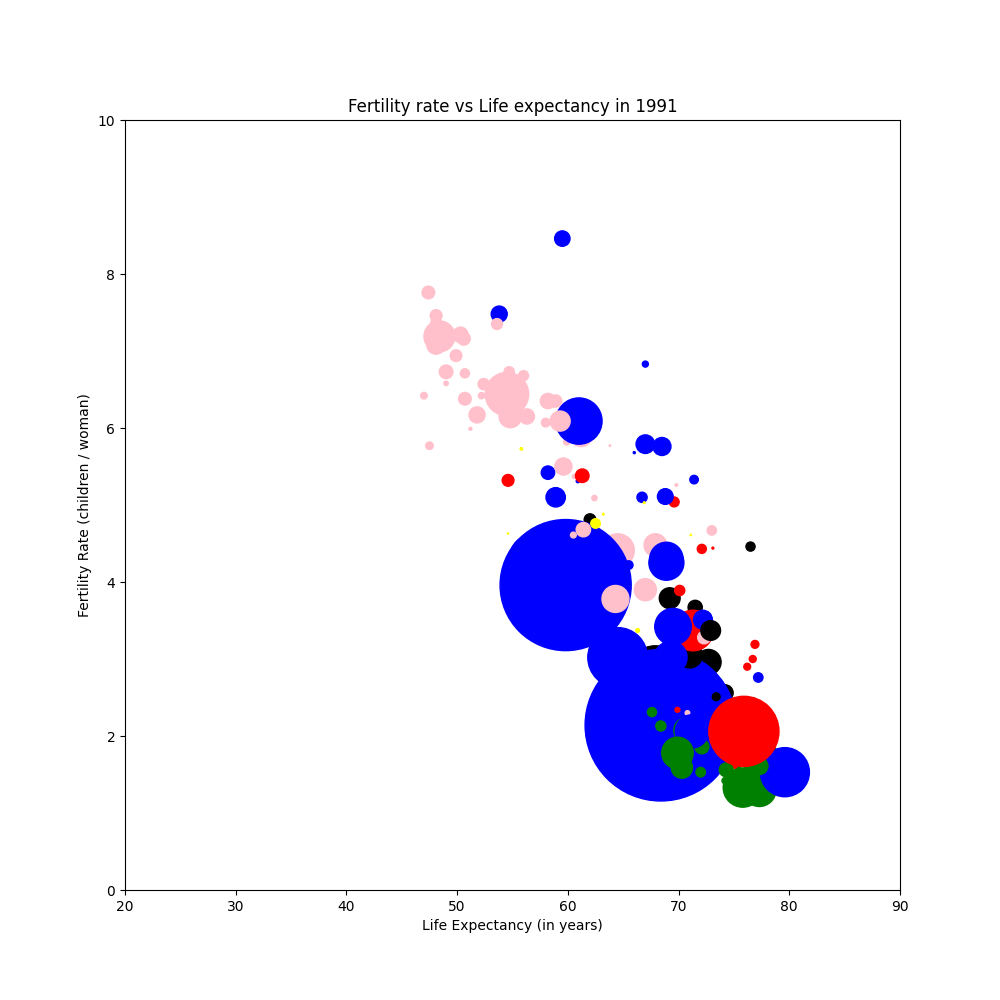 Fertility rate vs Life expectancy in 1991
Fertility Rate (children / woman)
10
8
6
4
2
0
20 30 40 50 60 70 80 90
Life Expectancy (in years)